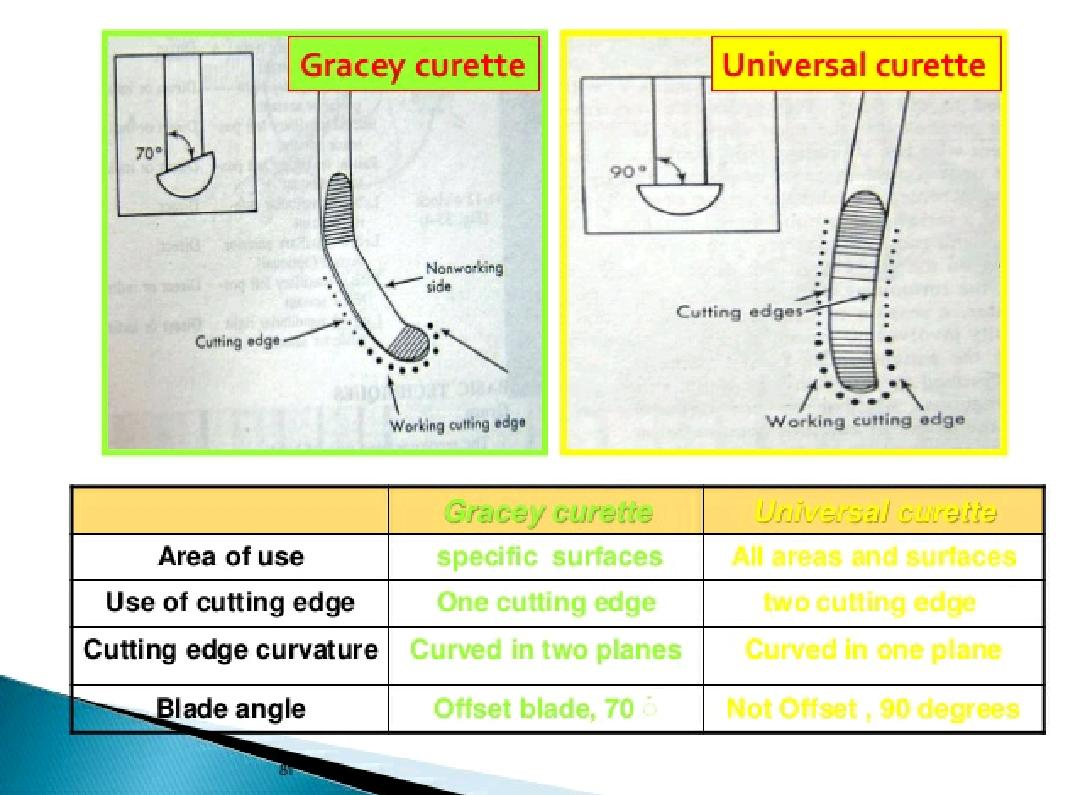 Gracey curette
Universal curette
70°
Nonworking side
Cutting edge
Working cutting edge
90°
Cutting edges
Working cutting edge
Gracey curette Universal curette
Area of use specific surfaces All areas and surfaces
Use of cutting edge One cutting edge two cutting edge
Cutting edge curvature Curved in two planes Curved in one plane
Blade angle Offset blade, 70 Not Offset , 90 degrees